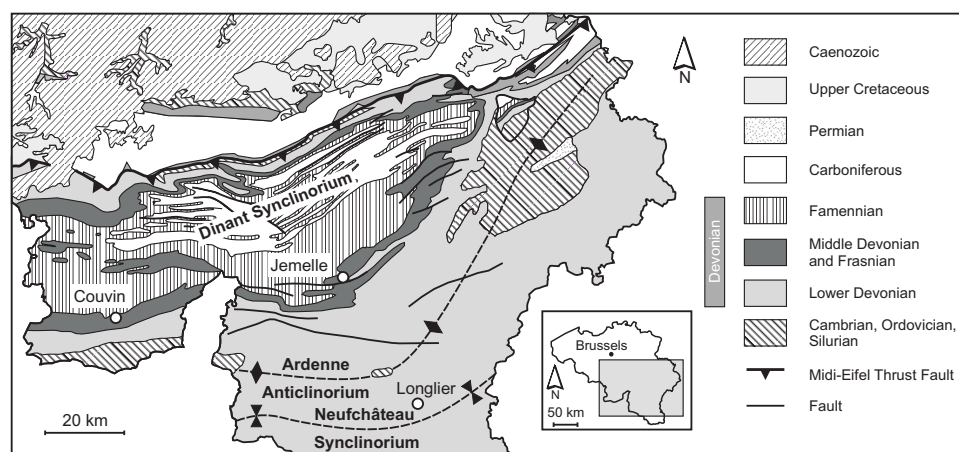 N
Dinant Synclinorium
Jemelle
Couvin
Ardenne
Anticlinorium
Longlier
Neufchâteau
Synclinorium
20 km
Brussels
N
50 km
Caenozoic
Upper Cretaceous
Permian
Carboniferous
Famennian
Middle Devonian
and Frasnian
Lower Devonian
Devonian
Cambrian, Ordovician,
Silurian
Midi-Eifel Thrust Fault
Fault